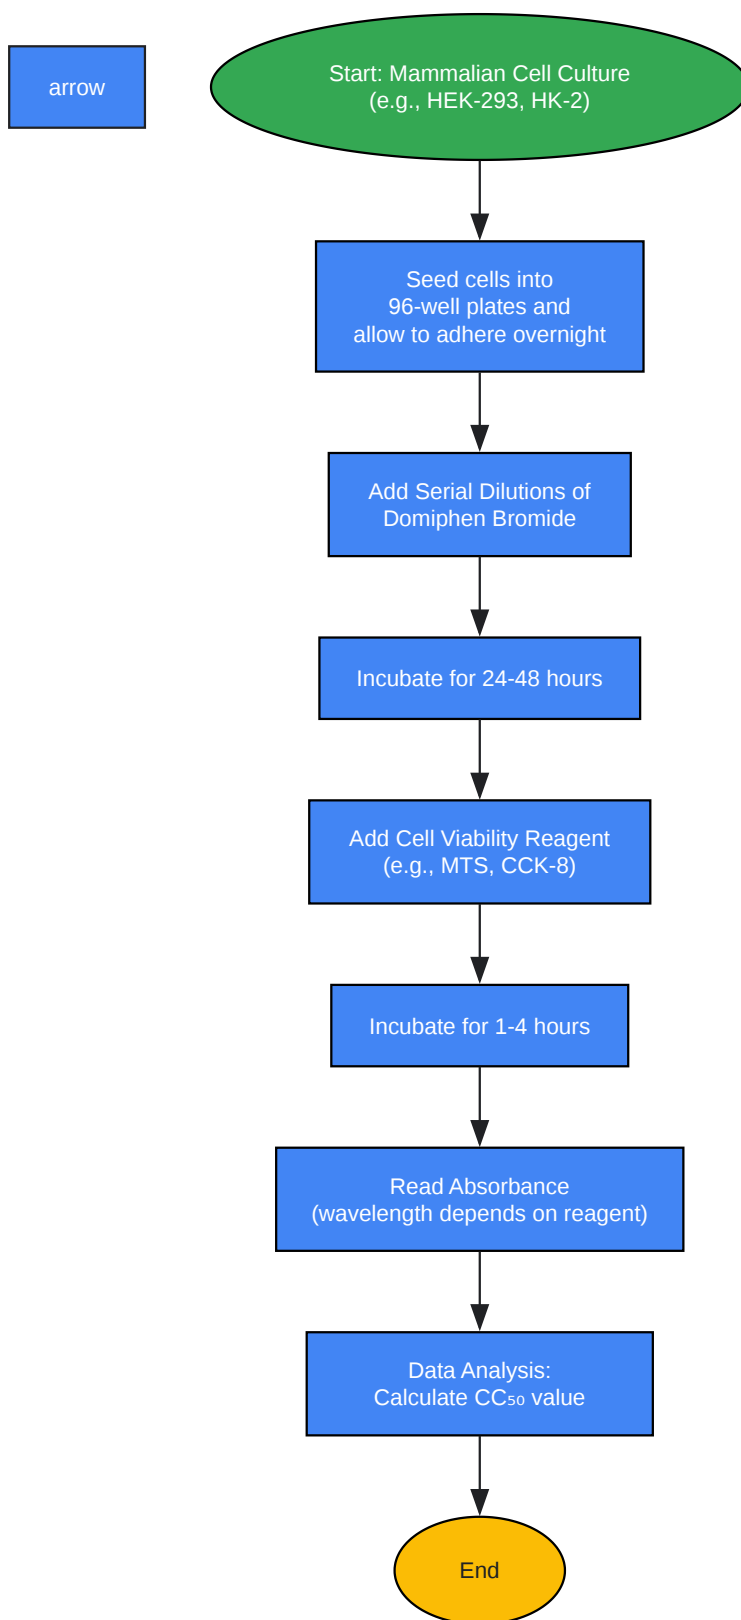 arrow
Start: Mammalian Cell Culture
(e.g., HEK-293, HK-2)
Seed cells into
96-well plates and
allow to adhere overnight
Add Serial Dilutions of
Domiphen Bromide
Incubate for 24-48 hours
Add Cell Viability Reagent
(e.g., MTS, CCK-8)
Incubate for 1-4 hours
Read Absorbance
(wavelength depends on reagent)
Data Analysis:
Calculate CC₅₀ value
End